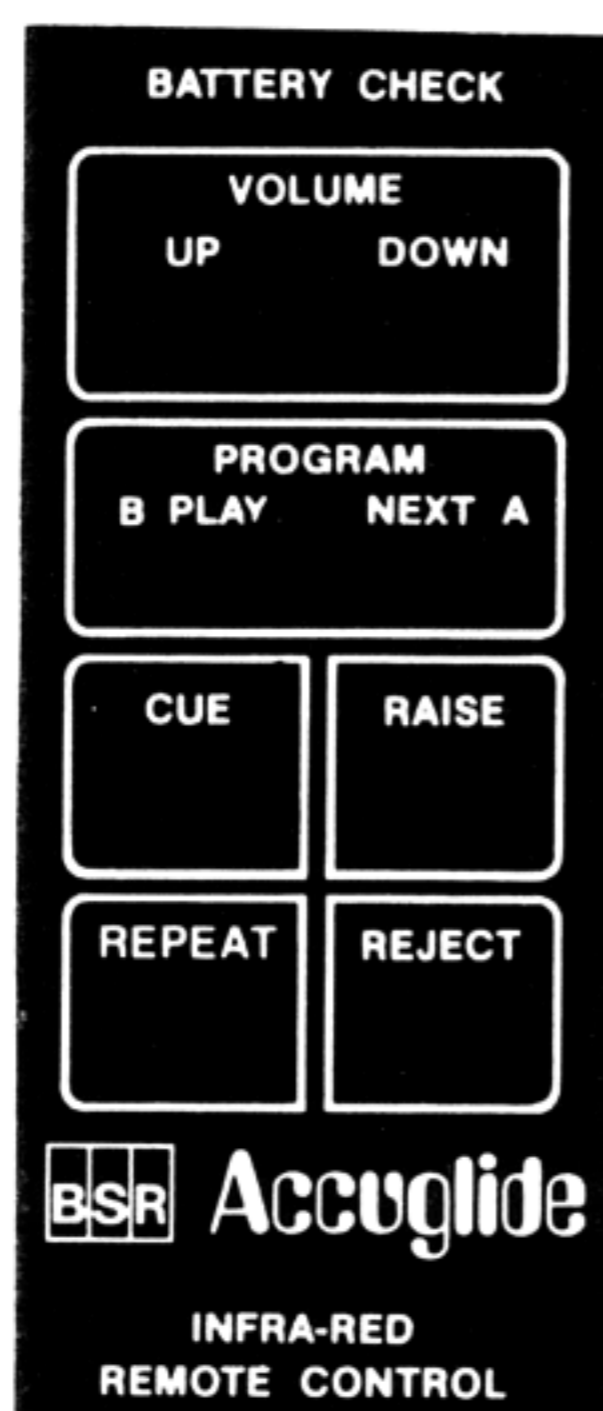 BATTERY CHECK
VOLUME
UP DOWN
PROGRAM
B PLAY NEXT A
CUE RAISE
REPEAT REJECT
BSR Accuglide
INFRA-RED
REMOTE CONTROL